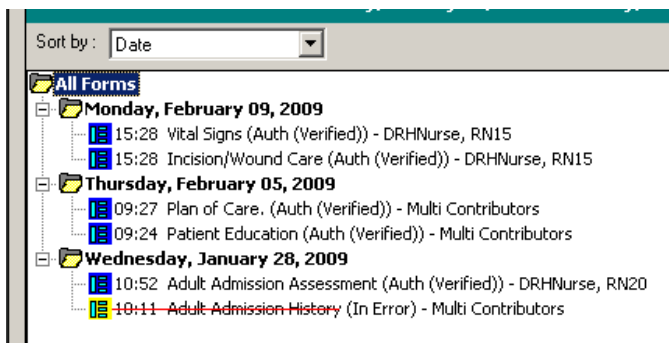 Sort by : Date
All Forms
Monday, February 09, 2009
15:28 Vital Signs (Auth (Verified)) - DRHNurse, RN15
15:28 Incision/Wound Care (Auth (Verified)) - DRHNurse, RN15
Thursday, February 05, 2009
09:27 Plan of Care. (Auth (Verified)) - Multi Contributors
09:24 Patient Education (Auth (Verified)) - Multi Contributors
Wednesday, January 28, 2009
10:52 Adult Admission Assessment (Auth (Verified)) - DRHNurse, RN20
10:11 Adult Admission History (In Error) - Multi Contributors